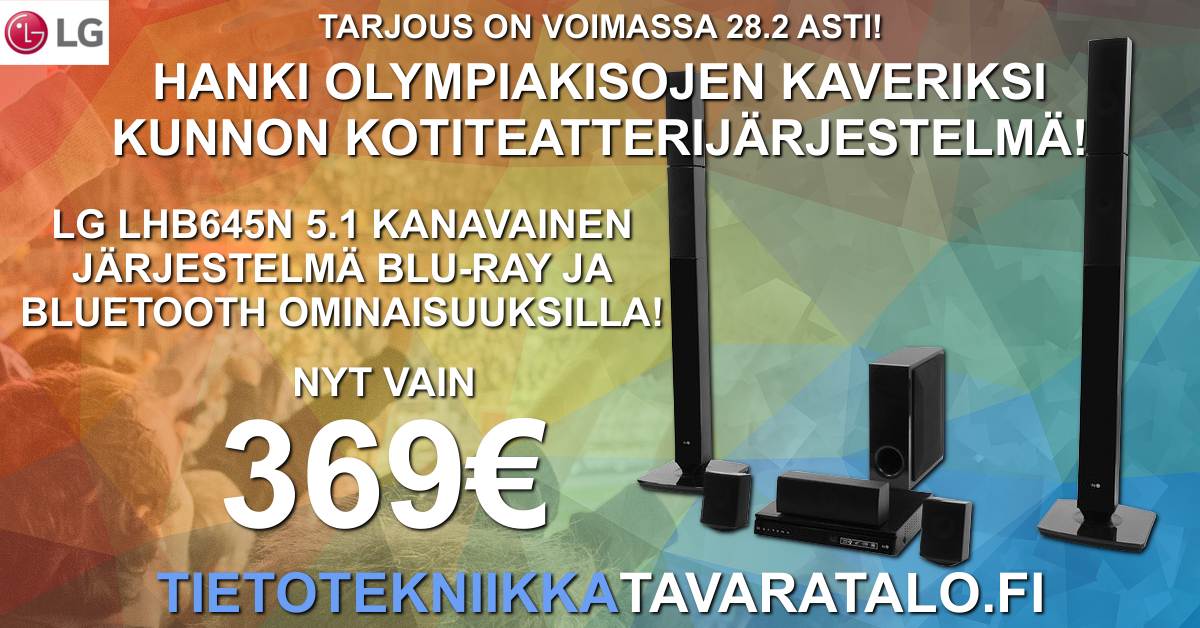 LG
TARJOUS ON VOIMASSA 28.2 ASTI!
HANKI OLYMPIAKISOJEN KAVERIKSI
KUNNON KOTITEATTERIJÄRJESTELMÄ!
LG LHB645N 5.1 KANAVAINEN
JÄRJESTELMÄ BLU-RAY JA
BLUETOOTH OMINAISUUKSILLA!
NYT VAIN
369€
TIETOTEKNIIKKATAVARATALO.FI